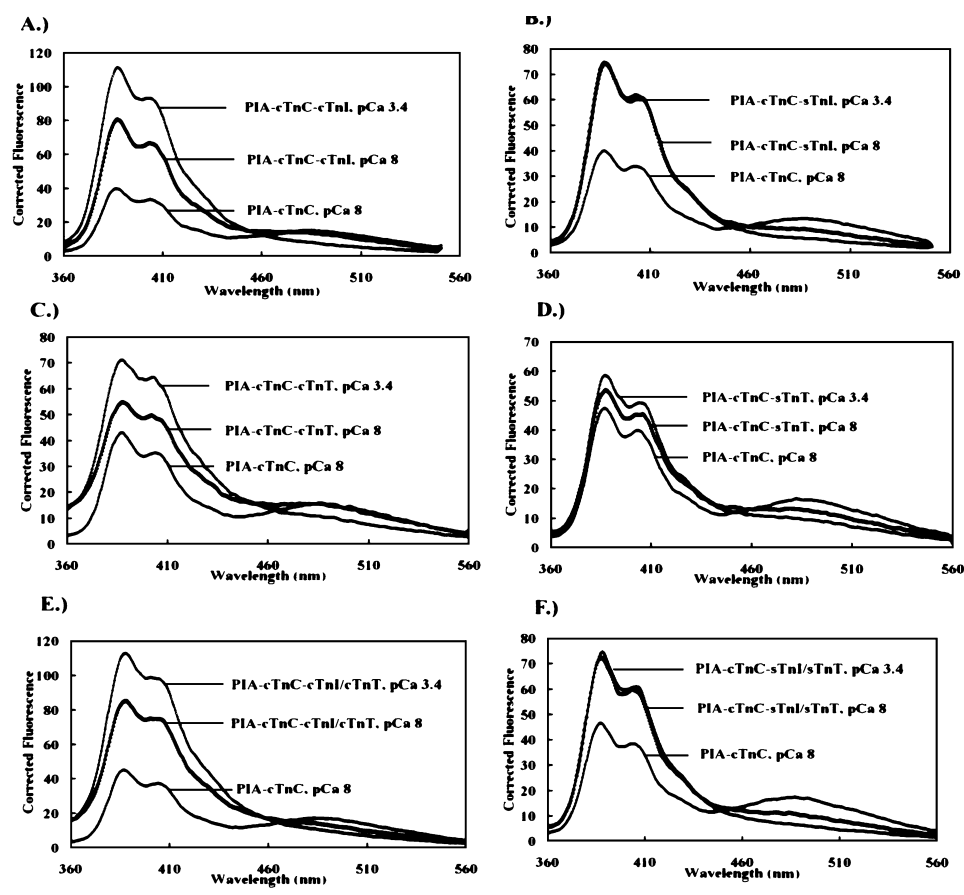 A.)
120
100
80
60
40
20
0
Corrected Fluorescence
PIA-cTnC-cTnI, pCa 3.4
PIA-cTnC-cTnI, pCa 8
PIA-cTnC, pCa 8
360 410 460 510 560
Wavelength (nm)
B.)
80
70
60
50
40
30
20
10
0
Corrected Fluorescence
PIA-cTnC-sTnI, pCa 3.4
PIA-cTnC-sTnI, pCa 8
PIA-cTnC, pCa 8
360 410 460 510 560
Wavelength (nm)
C.)
80
70
60
50
40
30
20
10
0
Corrected Fluorescence
PIA-cTnC-cTnT, pCa 3.4
PIA-cTnC-cTnT, pCa 8
PIA-cTnC, pCa 8
360 410 460 510 560
Wavelength (nm)
D.)
70
60
50
40
30
20
10
0
Corrected Fluorescence
PIA-cTnC-sTnT, pCa 3.4
PIA-cTnC-sTnT, pCa 8
PIA-cTnC, pCa 8
360 410 460 510 560
Wavelength (nm)
E.)
120
100
80
60
40
20
0
Corrected Fluorescence
PIA-cTnC-cTnI/cTnT, pCa 3.4
PIA-cTnC-cTnI/cTnT, pCa 8
PIA-cTnC, pCa 8
360 410 460 510 560
Wavelength (nm)
F.)
80
70
60
50
40
30
20
10
0
Corrected Fluorescence
PIA-cTnC-sTnI/sTnT, pCa 3.4
PIA-cTnC-sTnI/sTnT, pCa 8
PIA-cTnC, pCa 8
360 410 460 510 560
Wavelength (nm)